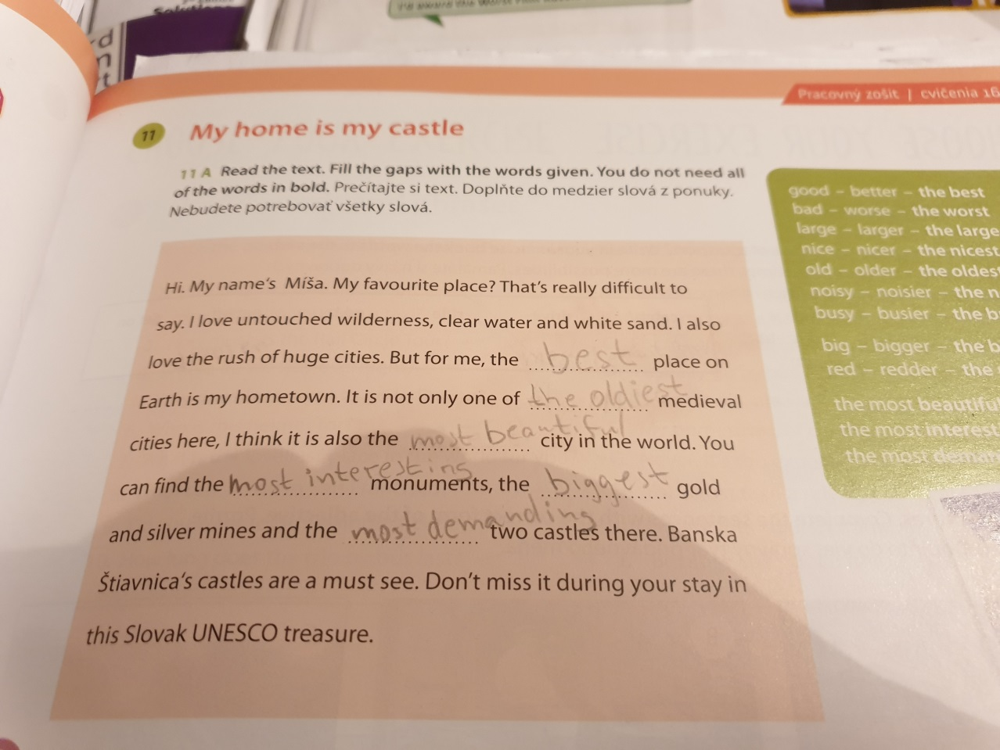 Solutions
d
n
t
Pracovný zošit | cvičenia 16
11 My home is my castle
11 A Read the text. Fill the gaps with the words given. You do not need all
of the words in bold. Prečítajte si text. Doplňte do medzier slová z ponuky.
Nebudete potrebovať všetky slová.
Hi. My name's Míša. My favourite place? That's really difficult to
say. I love untouched wilderness, clear water and white sand. I also
love the rush of huge cities. But for me, the best place on
Earth is my hometown. It is not only one of the oldiest medieval
cities here, I think it is also the most beautiful city in the world. You
can find the most interesting monuments, the biggest gold
and silver mines and the most demanding two castles there. Banska
Štiavnica's castles are a must see. Don't miss it during your stay in
this Slovak UNESCO treasure.
good – better – the best
bad – worse – the worst
large – larger – the large
nice – nicer – the nicest
old – older – the oldest
noisy – noisier – the n
busy – busier – the b
big – bigger – the b
red – redder – the
the most beautifu
the most interest
the most deman